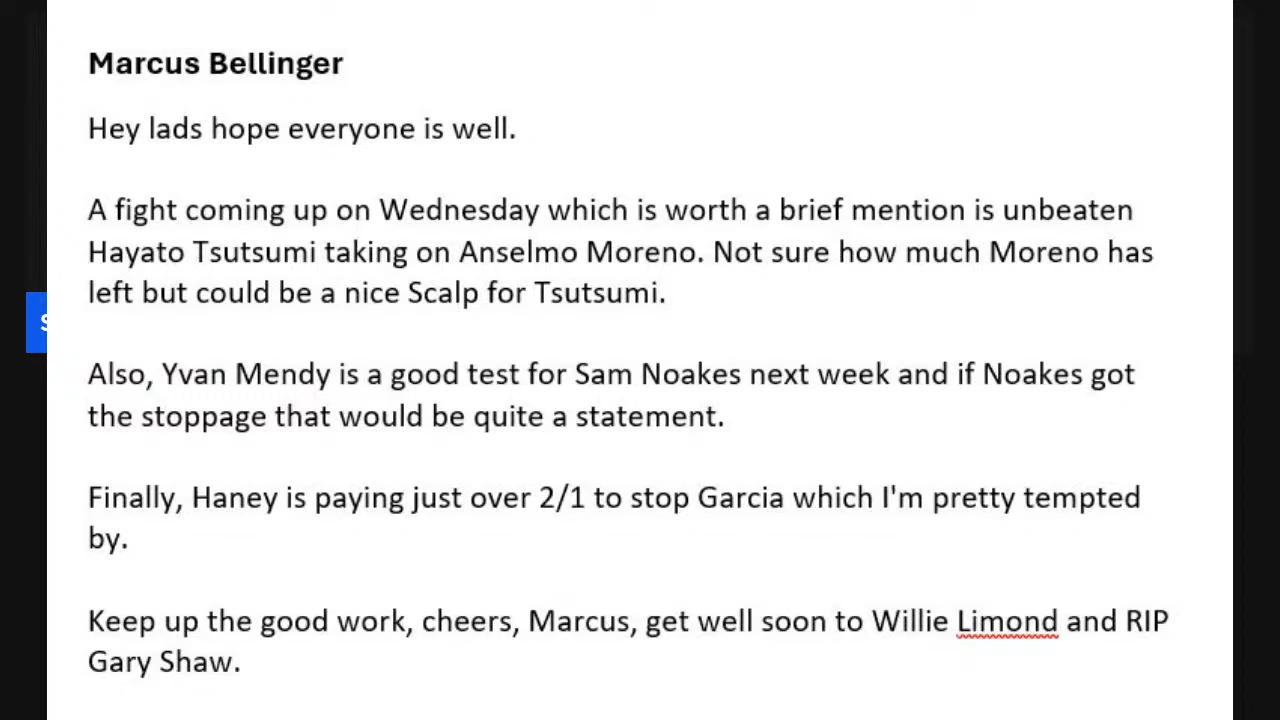 Marcus Bellinger
Hey lads hope everyone is well.
A fight coming up on Wednesday which is worth a brief mention is unbeaten
Hayato Tsutsumi taking on Anselmo Moreno. Not sure how much Moreno has
left but could be a nice Scalp for Tsutsumi.
Also, Yvan Mendy is a good test for Sam Noakes next week and if Noakes got
the stoppage that would be quite a statement.
Finally, Haney is paying just over 2/1 to stop Garcia which I'm pretty tempted
by.
Keep up the good work, cheers, Marcus, get well soon to Willie Limond and RIP
Gary Shaw.